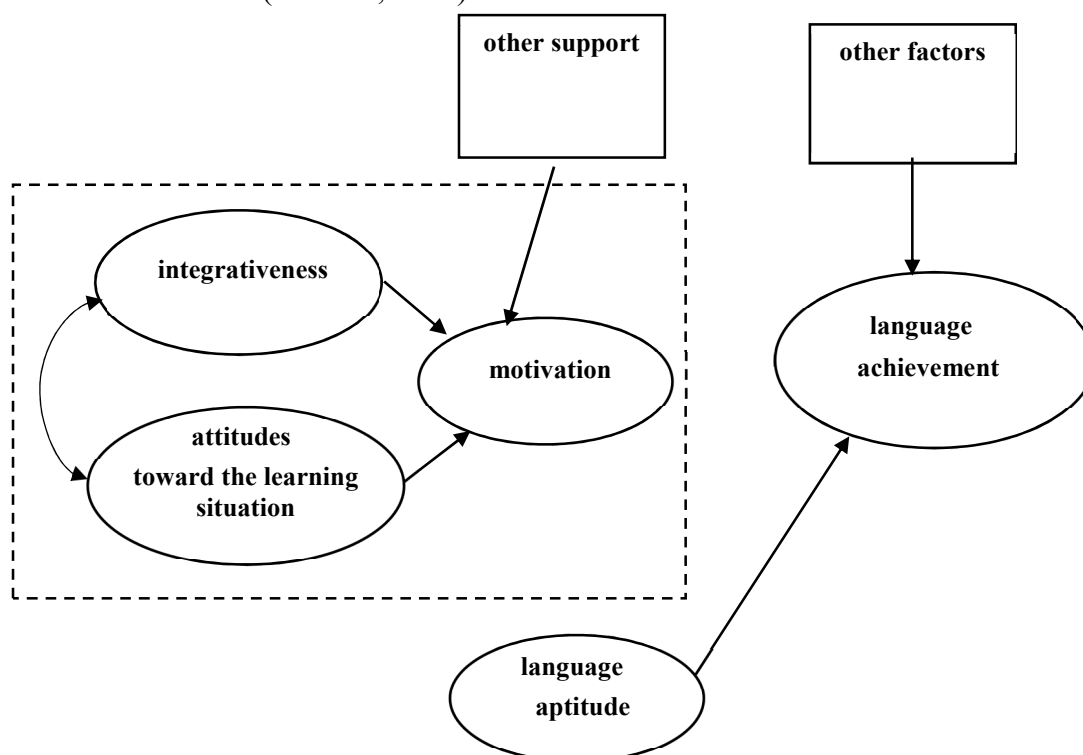 other support
other factors
integrativeness
language
achievement
motivation
attitudes
toward the learning
situation
language
aptitude